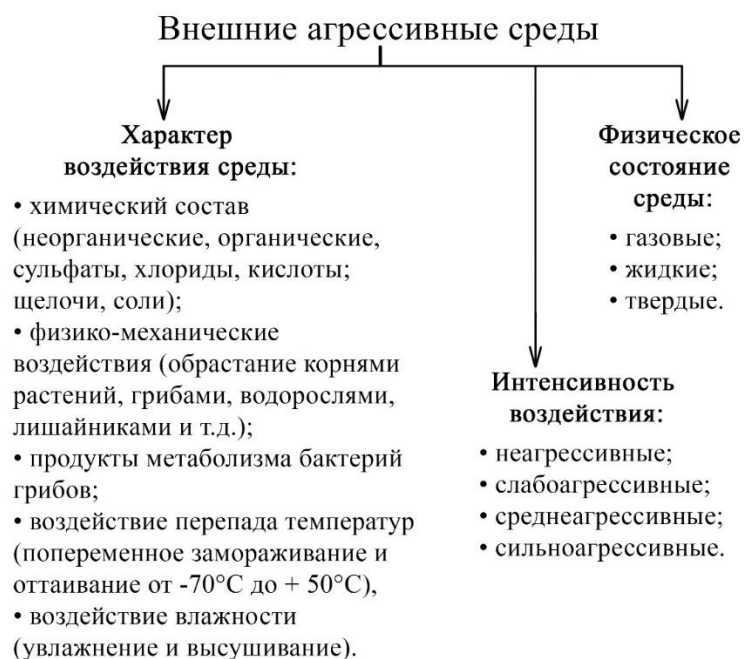 Внешние агрессивные среды
Характер
воздействия среды:
• химический состав
(неорганические, органические,
сульфаты, хлориды, кислоты;
щелочи, соли);
• физико-механические
воздействия (обрастание корнями
растений, грибами, водорослями,
лишайниками и т.д.);
• продукты метаболизма бактерий
грибов;
• воздействие перепада температур
(попеременное замораживание и
оттаивание от -70°С до + 50°С),
• воздействие влажности
(увлажнение и высушивание).
Интенсивность
воздействия:
• неагрессивные;
• слабоагрессивные;
• среднеагрессивные;
• сильноагрессивные.
Физическое
состояние
среды:
• газовые;
• жидкие;
• твердые.